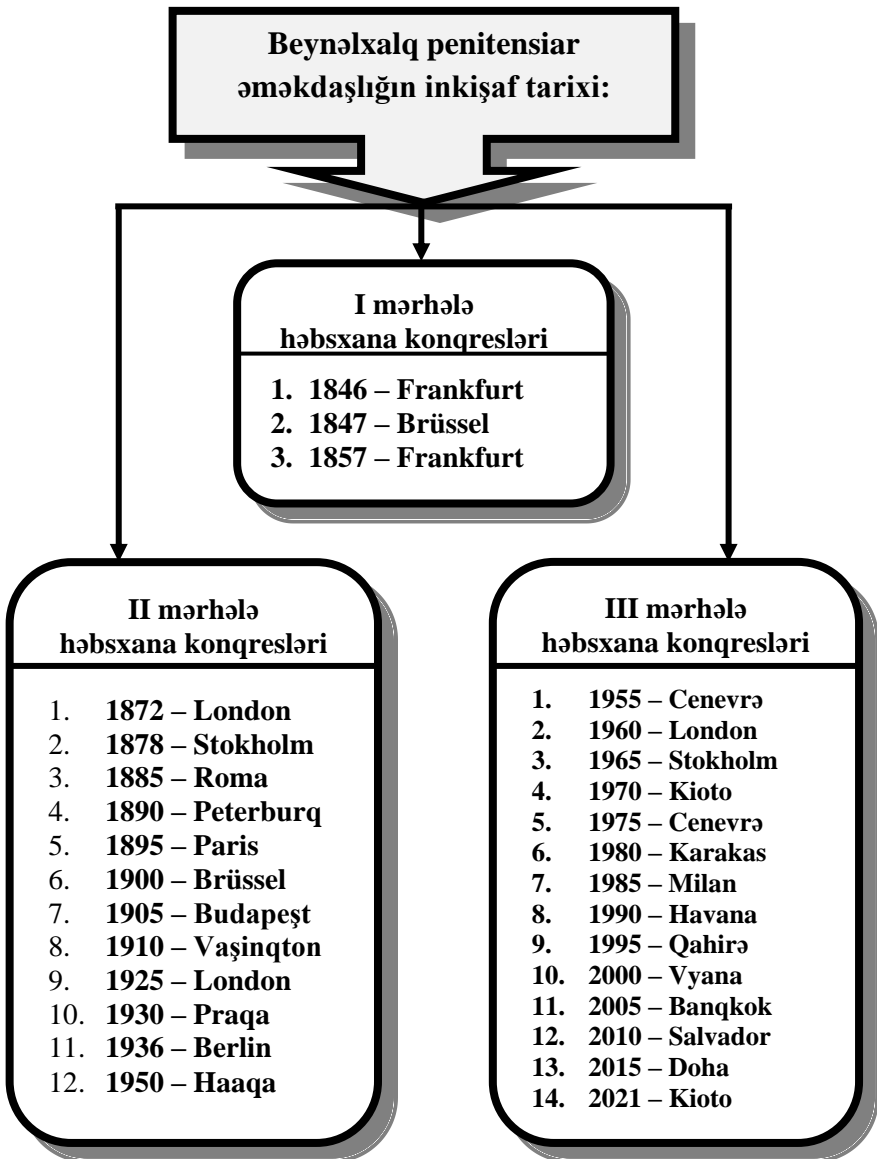 Beynəlxalq penitensiar
əməkdaşlığın inkişaf tarixi:
I mərhələ
həbsxana konqresləri
1. 1846 – Frankfurt
2. 1847 – Brüssel
3. 1857 – Frankfurt
II mərhələ
həbsxana konqresləri
1. 1872 – London
2. 1878 – Stokholm
3. 1885 – Roma
4. 1890 – Peterburq
5. 1895 – Paris
6. 1900 – Brüssel
7. 1905 – Budapeşt
8. 1910 – Vaşinqton
9. 1925 – London
10. 1930 – Praqa
11. 1936 – Berlin
12. 1950 – Haaqa
III mərhələ
həbsxana konqresləri
1. 1955 – Cenevrə
2. 1960 – London
3. 1965 – Stokholm
4. 1970 – Kioto
5. 1975 – Cenevrə
6. 1980 – Karakas
7. 1985 – Milan
8. 1990 – Havana
9. 1995 – Qahirə
10. 2000 – Vyana
11. 2005 – Banqkok
12. 2010 – Salvador
13. 2015 – Doha
14. 2021 – Kioto